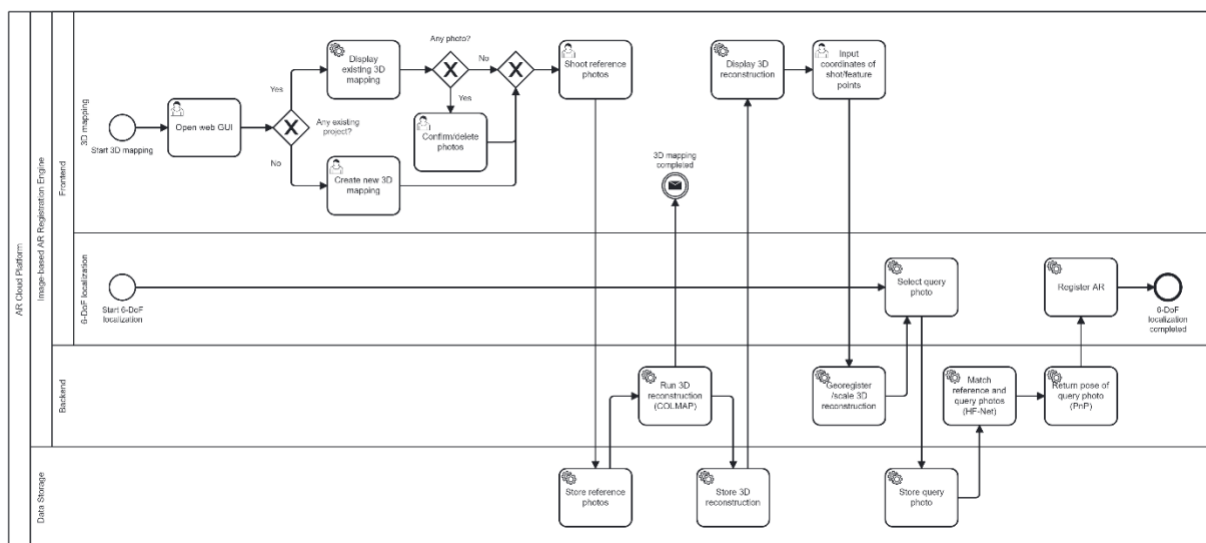 AR Cloud Platform
Image-based AR Registration Engine
Frontend
3D mapping
Start 3D mapping
Open web GUI
Yes
Any existing
project?
No
Display
existing 3D
mapping
Create new 3D
mapping
Any photo?
No
Yes
Confirm/delete
photos
Shoot reference
photos
3D mapping
completed
Display 3D
reconstruction
Input
coordinates of
shot/feature
points
6-DoF localization
Start 6-DoF
localization
Select query
photo
Register AR
6-DoF
localization
completed
Backend
Run 3D
reconstruction
(COLMAP)
Georegister
/scale 3D
reconstruction
Match
reference and
query photos
(HF-Net)
Return pose of
query photo
(PnP)
Data Storage
Store reference
photos
Store 3D
reconstruction
Store query
photo